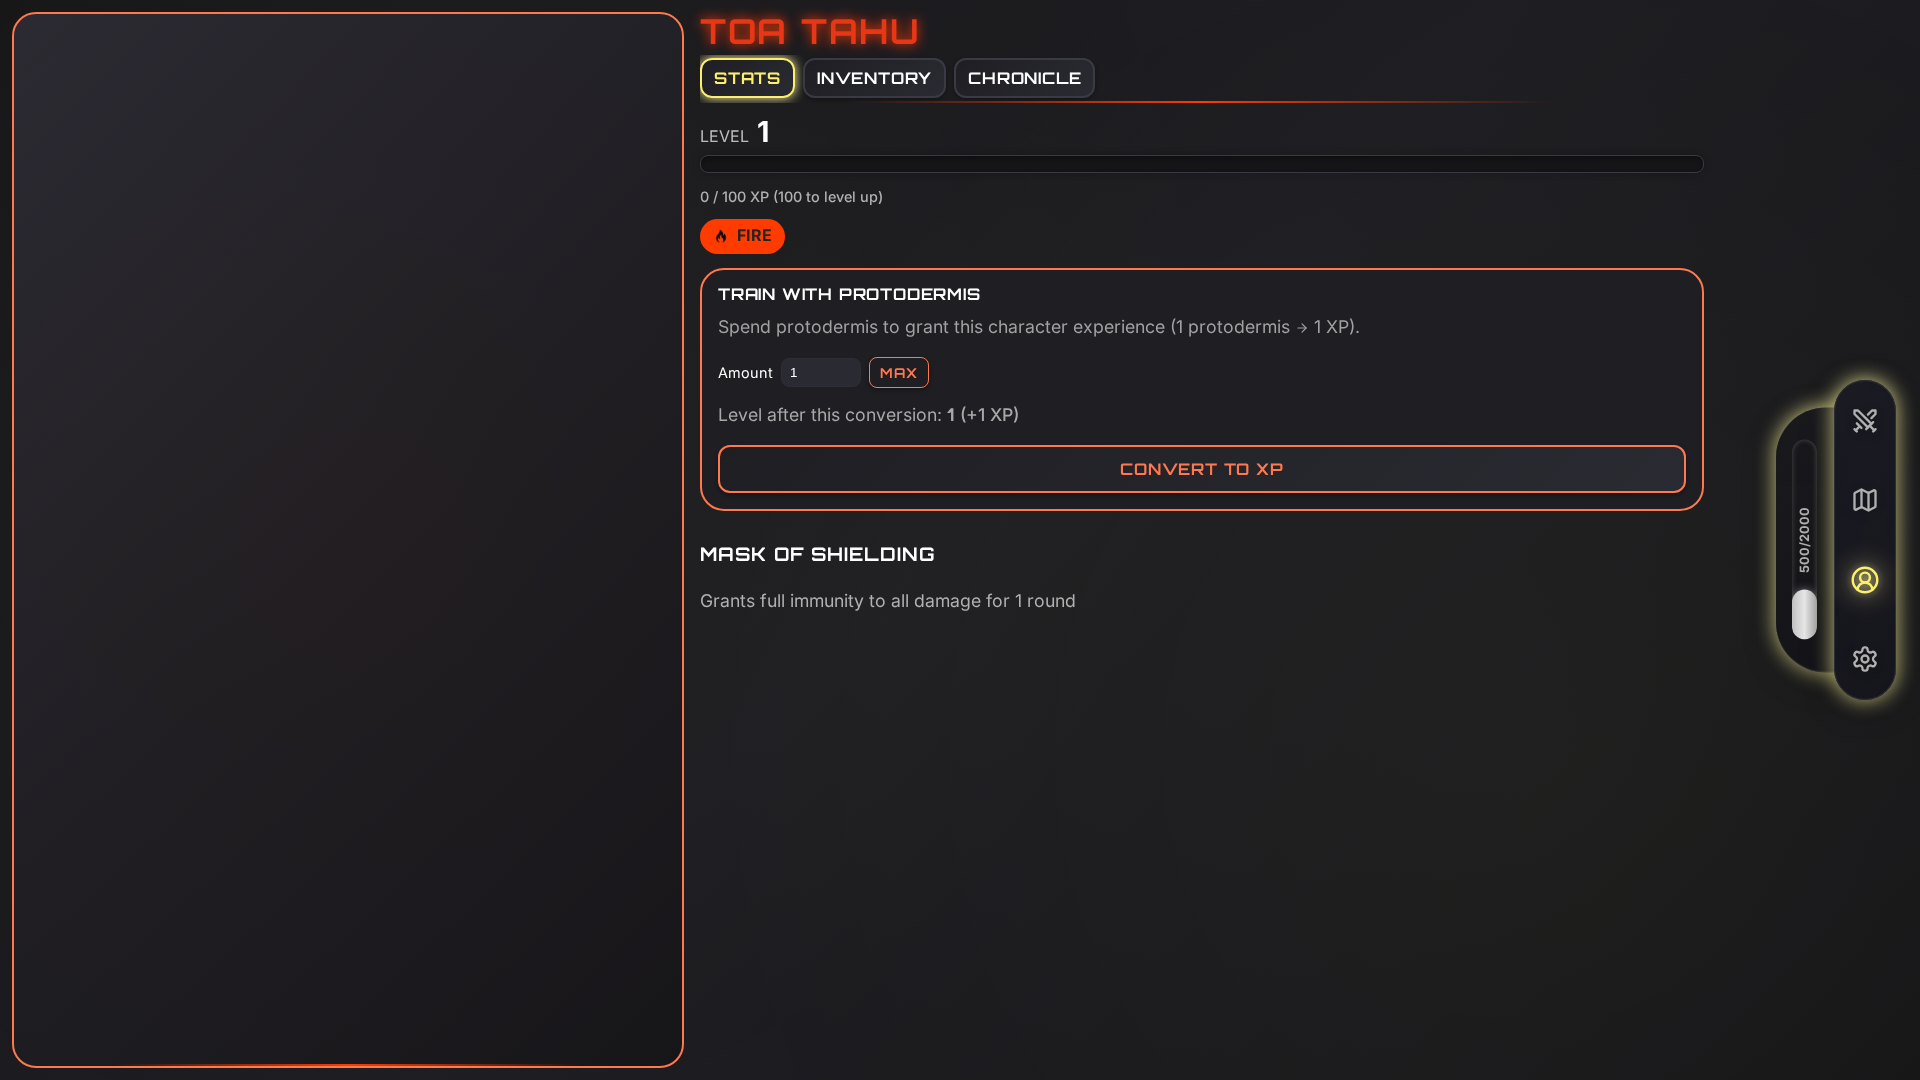 TOA TAHU
STATS INVENTORY CHRONICLE
LEVEL 1
0 / 100 XP (100 to level up)
FIRE
TRAIN WITH PROTODERMIS
Spend protodermis to grant this character experience (1 protodermis → 1 XP).
Amount 1 MAX
Level after this conversion: 1 (+1 XP)
CONVERT TO XP
MASK OF SHIELDING
Grants full immunity to all damage for 1 round
500/2000